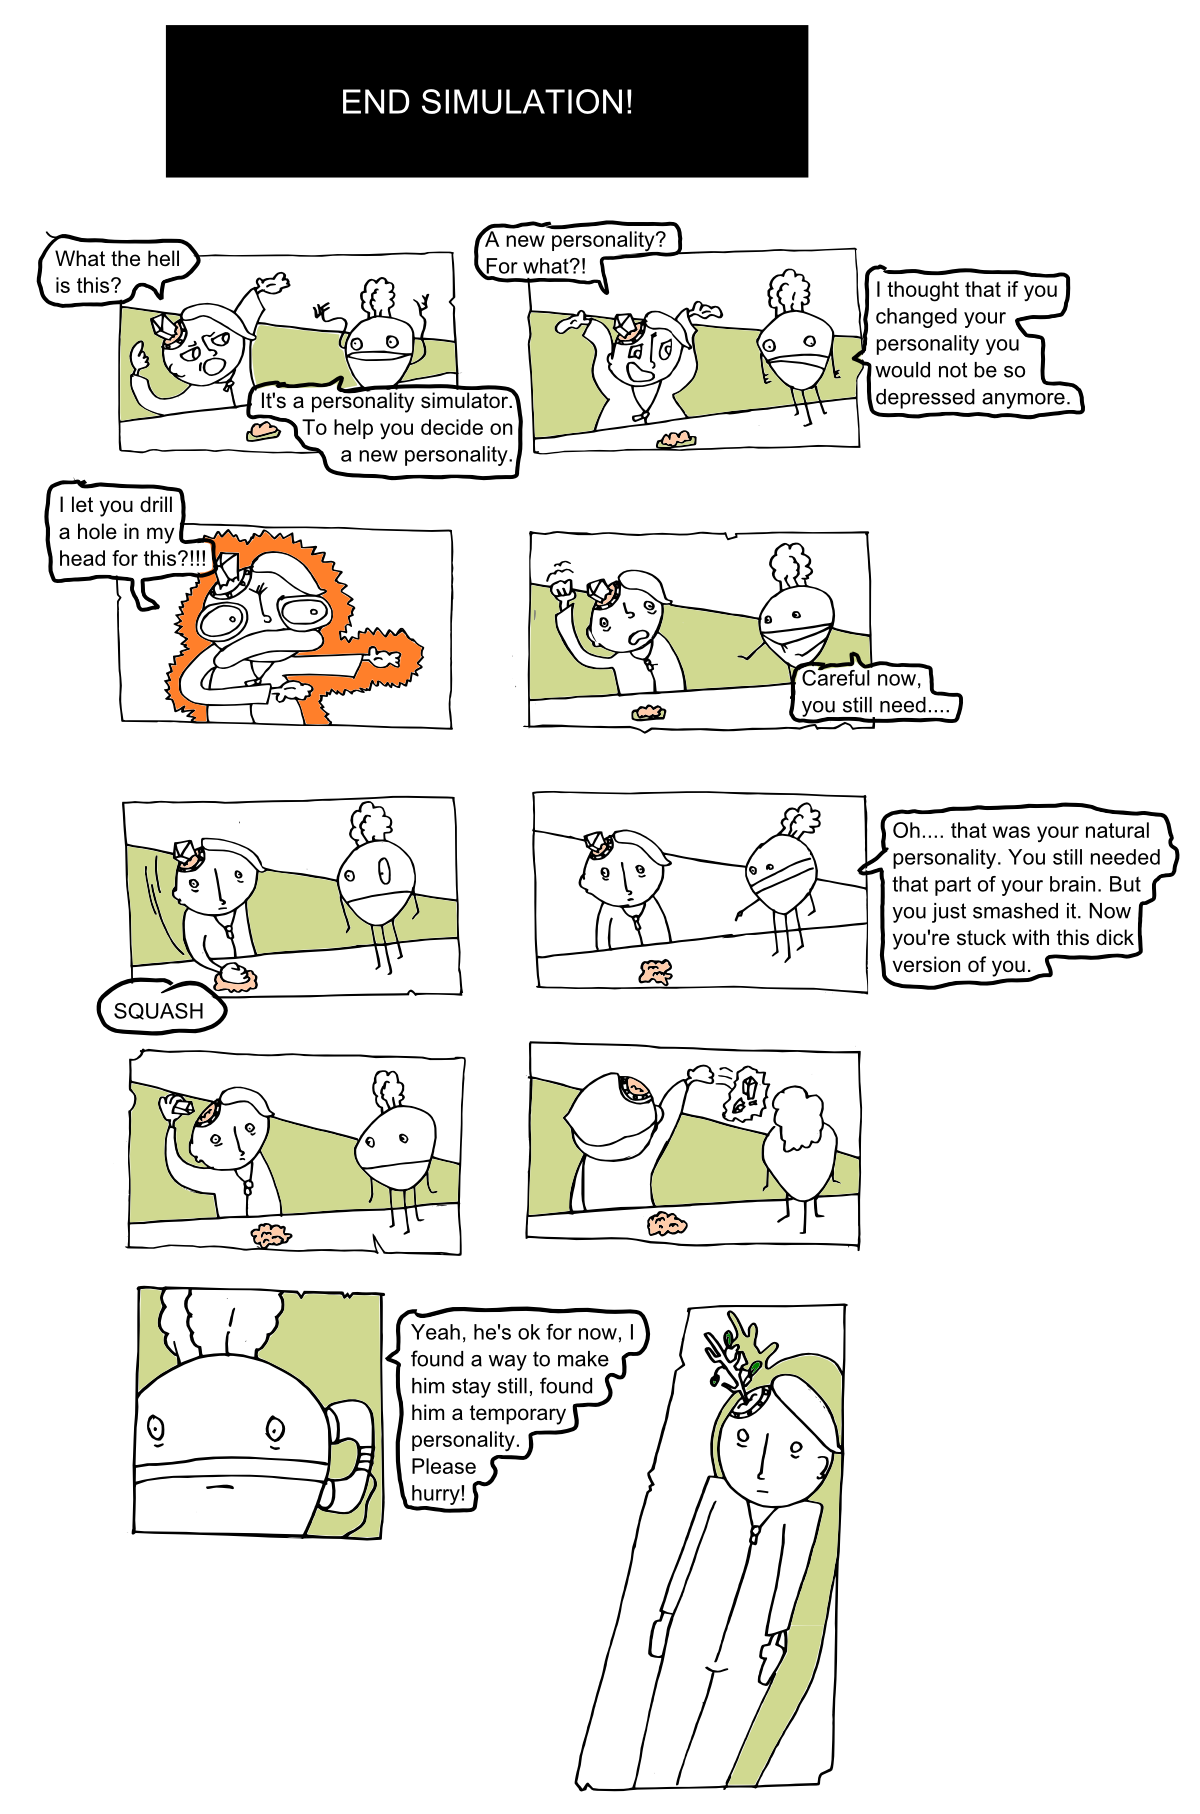 END SIMULATION!
What the hell
is this?
It's a personality simulator.
To help you decide on
a new personality.
A new personality?
For what?!
I thought that if you
changed your
personality you
would not be so
depressed anymore.
I let you drill
a hole in my
head for this?!!!
Careful now,
you still need....
SQUASH
Oh.... that was your natural
personality. You still needed
that part of your brain. But
you just smashed it. Now
you're stuck with this dick
version of you.
Yeah, he's ok for now, I
found a way to make
him stay still, found
him a temporary
personality.
Please
hurry!